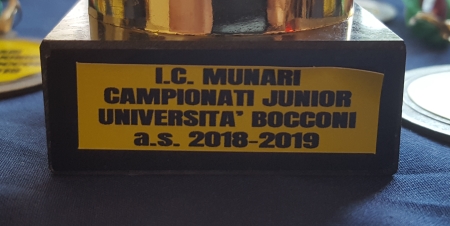 I.C. MUNARI
CAMPIONATI JUNIOR
UNIVERSITA' BOCCONI
a.s. 2018-2019